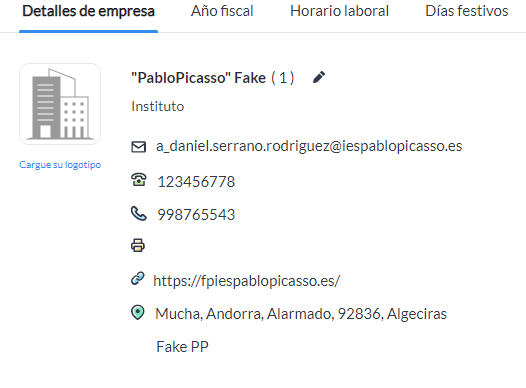 Detalles de empresa Año fiscal Horario laboral Días festivos
"PabloPicasso" Fake ( 1 )
Instituto
Cargue su logotipo
a_daniel.serrano.rodriguez@iespablopicasso.es
123456778
998765543
https://fpiespablopicasso.es/
Mucha, Andorra, Alarmado, 92836, Algeciras
Fake PP